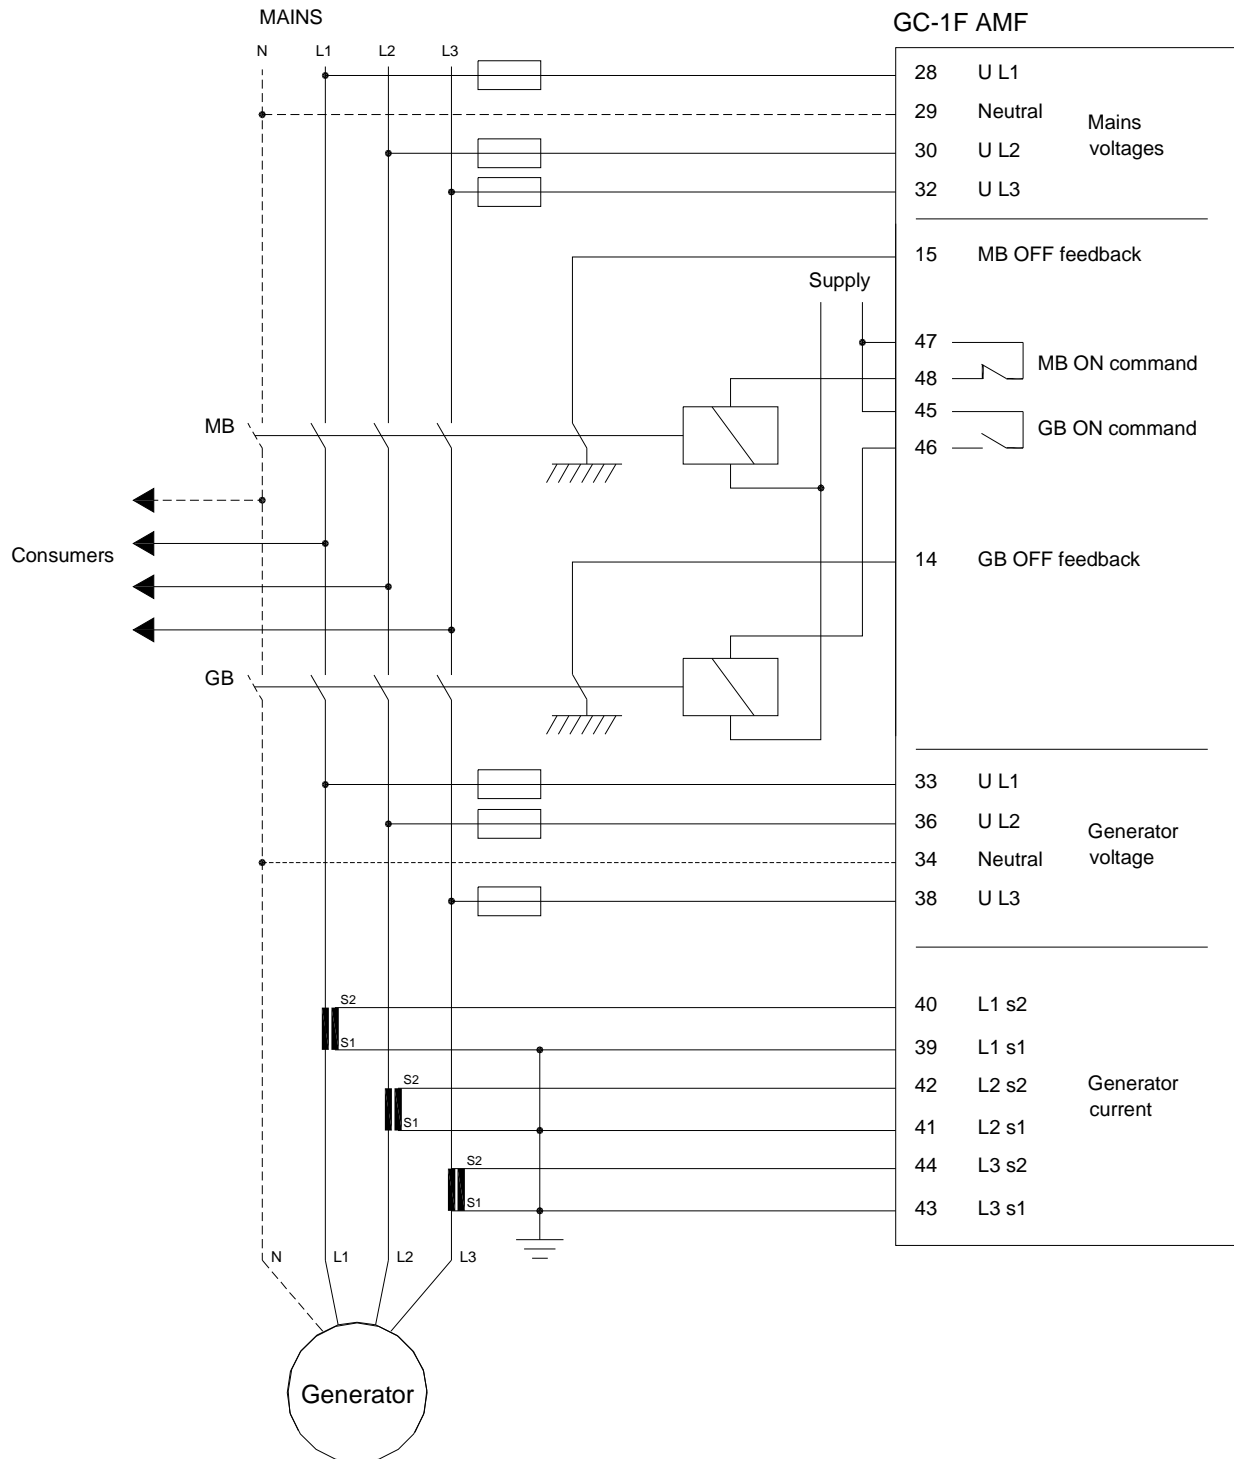 MAINS
GC-1F AMF
N L1 L2 L3
28 U L1
29 Neutral
Mains
voltages
30 U L2
32 U L3
15 MB OFF feedback
Supply
47
MB ON command
48
45
GB ON command
46
MB
Consumers
14 GB OFF feedback
GB
33 U L1
36 U L2
Generator
voltage
34 Neutral
38 U L3
S2
40 L1 s2
S1
39 L1 s1
S2
42 L2 s2
Generator
current
S1
41 L2 s1
S2
44 L3 s2
S1
43 L3 s1
N L1 L2 L3
Generator